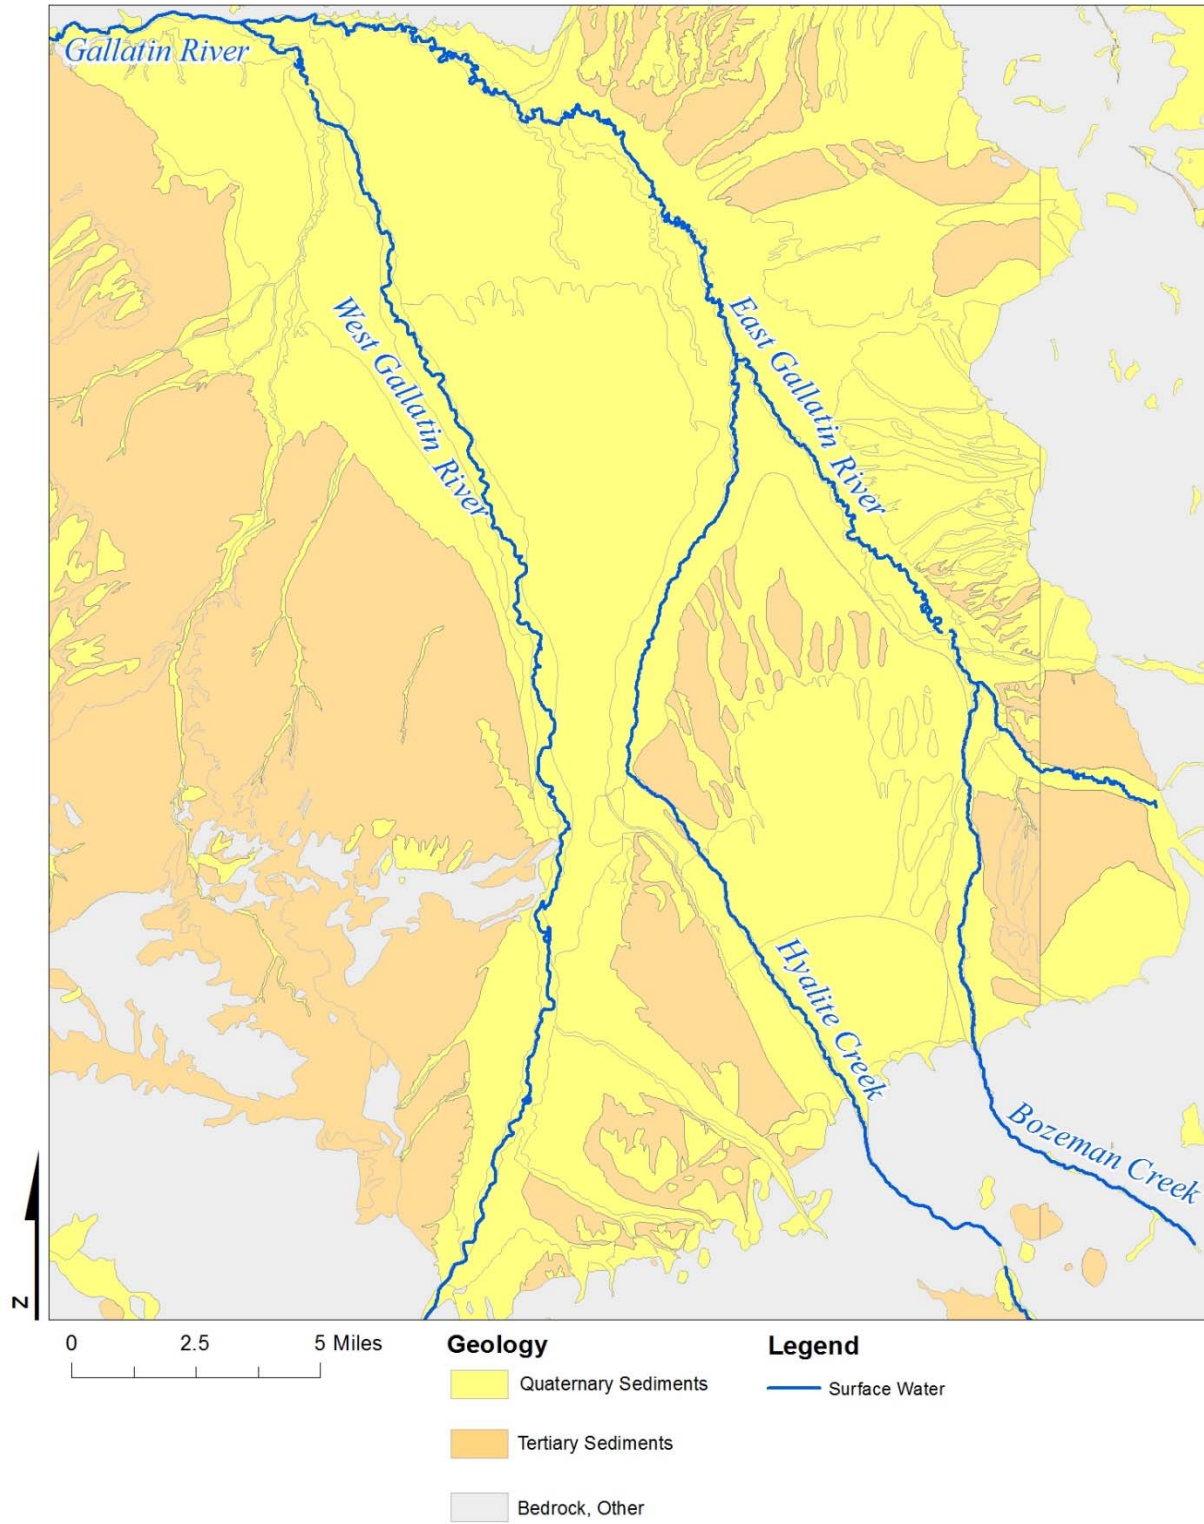 Gallatin River
West Gallatin River
East Gallatin River
Hyalite Creek
Bozeman Creek
N
0 2.5 5 Miles
Geology
Legend
Quaternary Sediments
Surface Water
Tertiary Sediments
Bedrock, Other